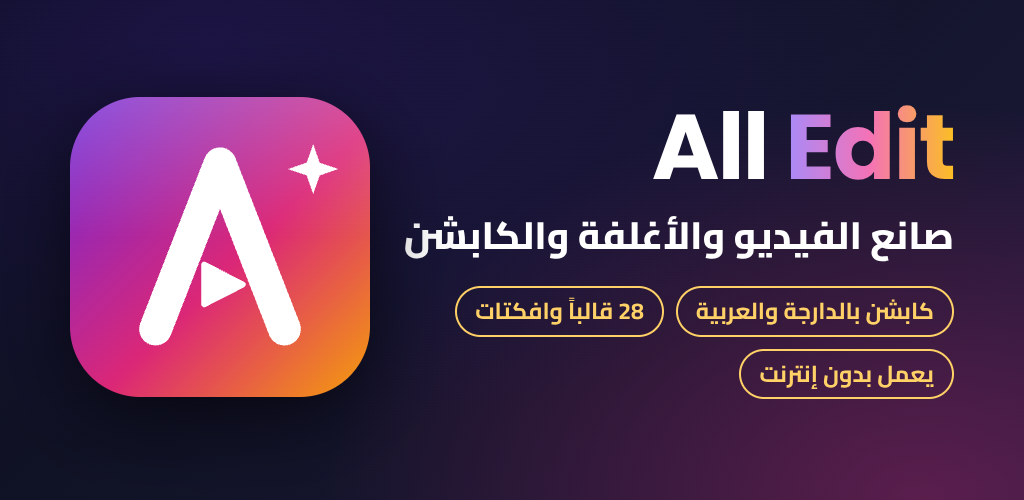 All Edit
صانع الفيديو والأغلفة والكابشن
كابشن بالدارجة والعربية
28 قالباً وافكتات
يعمل بدون إنترنت